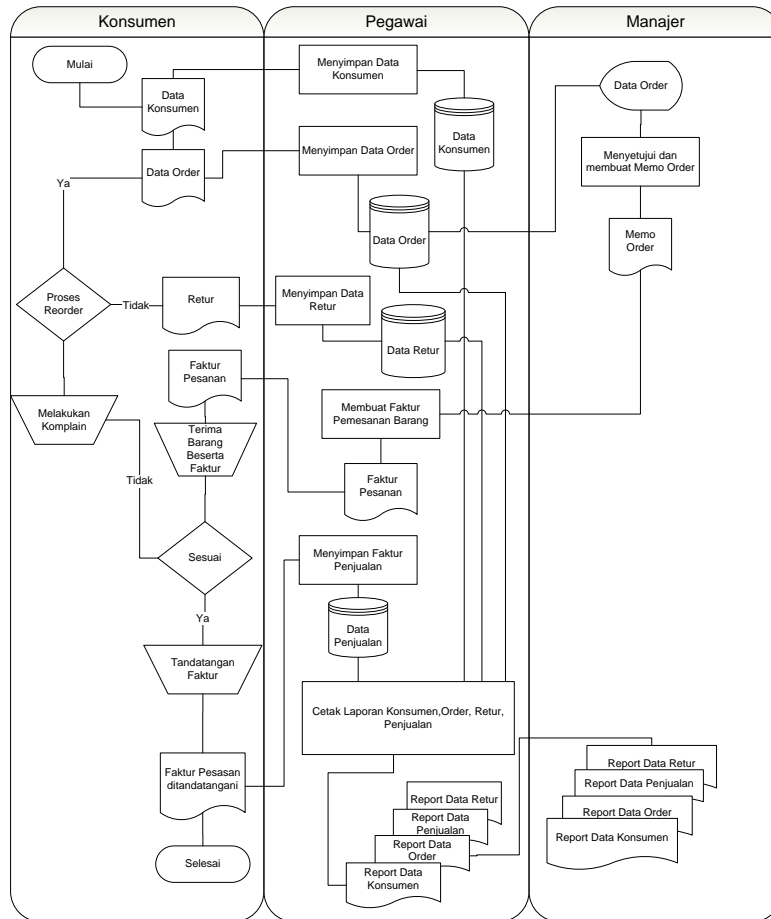 Konsumen
Pegawai
Manajer
Mulai
Data
Konsumen
Menyimpan Data
Konsumen
Data
Konsumen
Data Order
Data Order
Menyimpan Data Order
Menyetujui dan
membuat Memo Order
Ya
Data Order
Memo
Order
Proses
Reorder
Tidak
Retur
Menyimpan Data
Retur
Data Retur
Faktur
Pesanan
Melakukan
Komplain
Terima
Barang
Beserta
Faktur
Membuat Faktur
Pemesanan Barang
Tidak
Faktur
Pesanan
Sesuai
Menyimpan Faktur
Penjualan
Ya
Data
Penjualan
Tandatangan
Faktur
Cetak Laporan Konsumen,Order, Retur,
Penjualan
Faktur Pesasan
ditandatangani
Report Data Retur
Report Data
Penjualan
Report Data
Order
Report Data
Konsumen
Report Data Retur
Report Data Penjualan
Report Data Order
Report Data Konsumen
Selesai